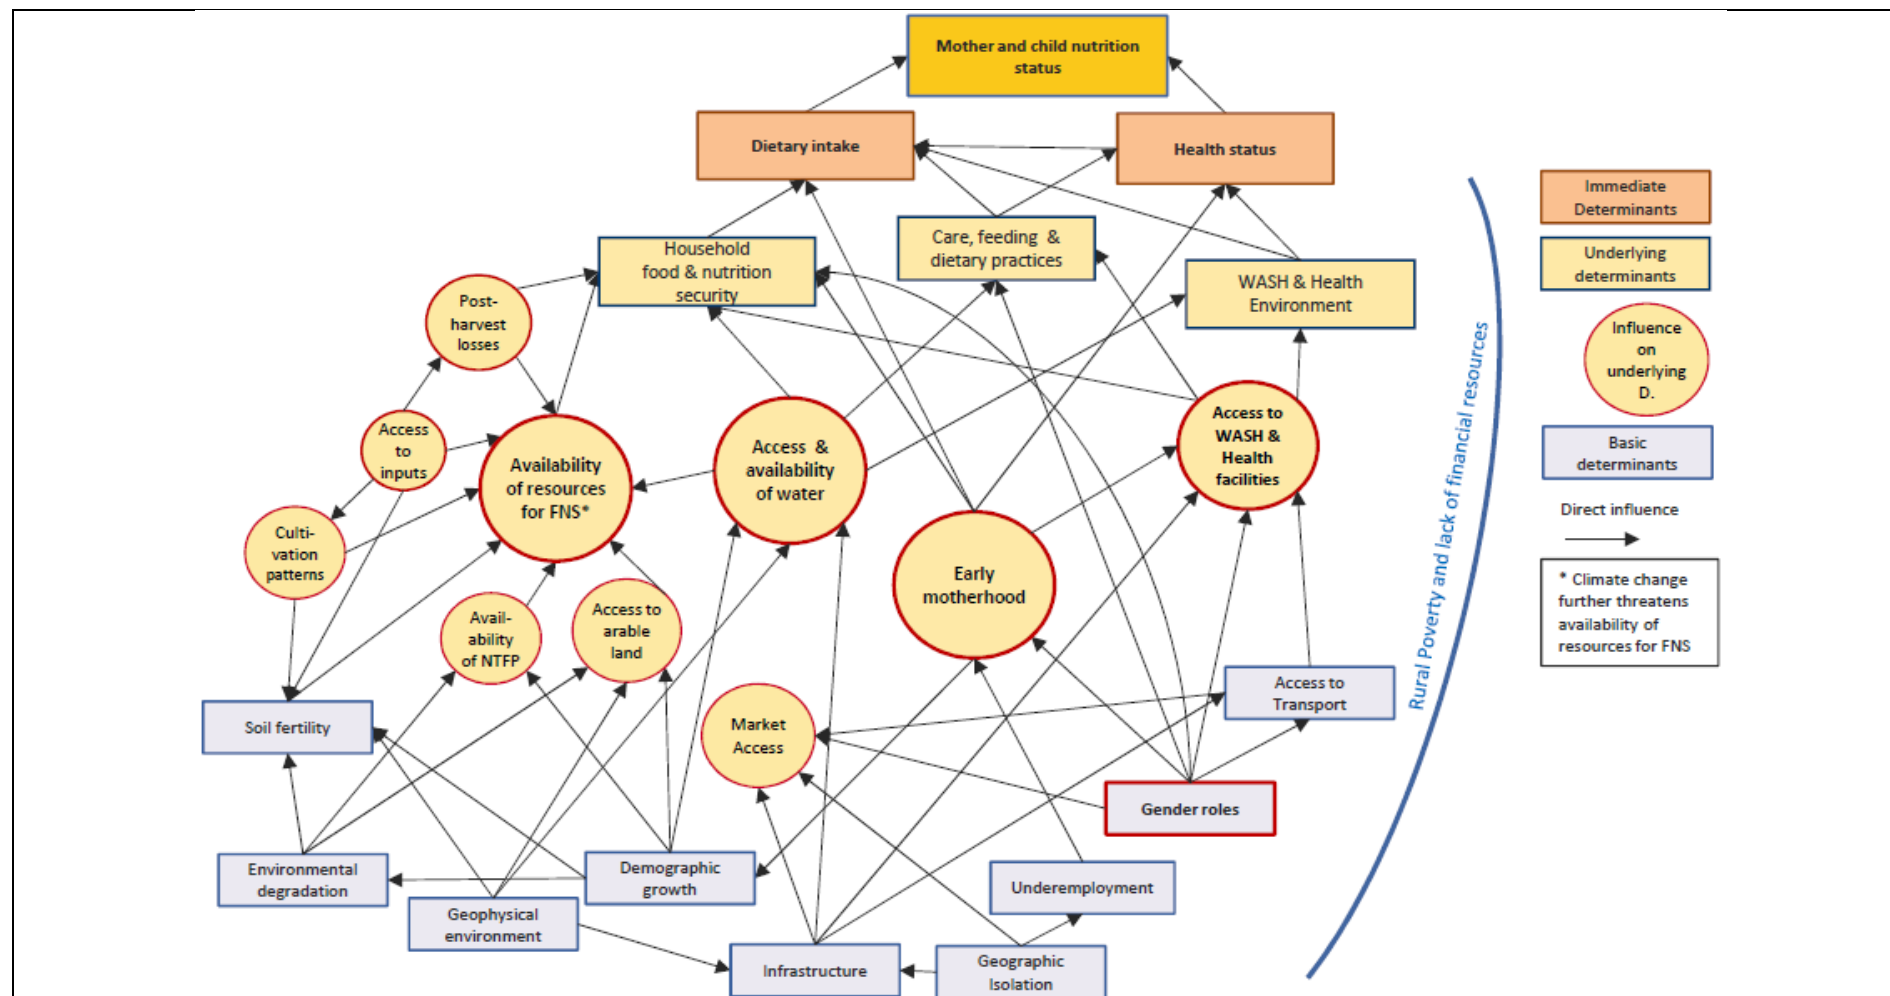 Mother and child nutrition
status
Dietary intake
Health status
Household
food & nutrition
security
Care, feeding &
dietary practices
WASH & Health
Environment
Post-
harvest
losses
Access
to
inputs
Availability
of resources
for FNS*
Access &
availability
of water
Access to
WASH &
Health
facilities
Culti-
vation
patterns
Avail-
ability
of NTFP
Access to
arable
land
Early
motherhood
Soil fertility
Market
Access
Access to
Transport
Gender roles
Environmental
degradation
Demographic
growth
Underemployment
Geophysical
environment
Infrastructure
Geographic
Isolation
Rural Poverty and lack of financial resources
Immediate
Determinants
Underlying
determinants
Influence
on
underlying
D.
Basic
determinants
Direct influence
* Climate change
further threatens
availability of
resources for FNS